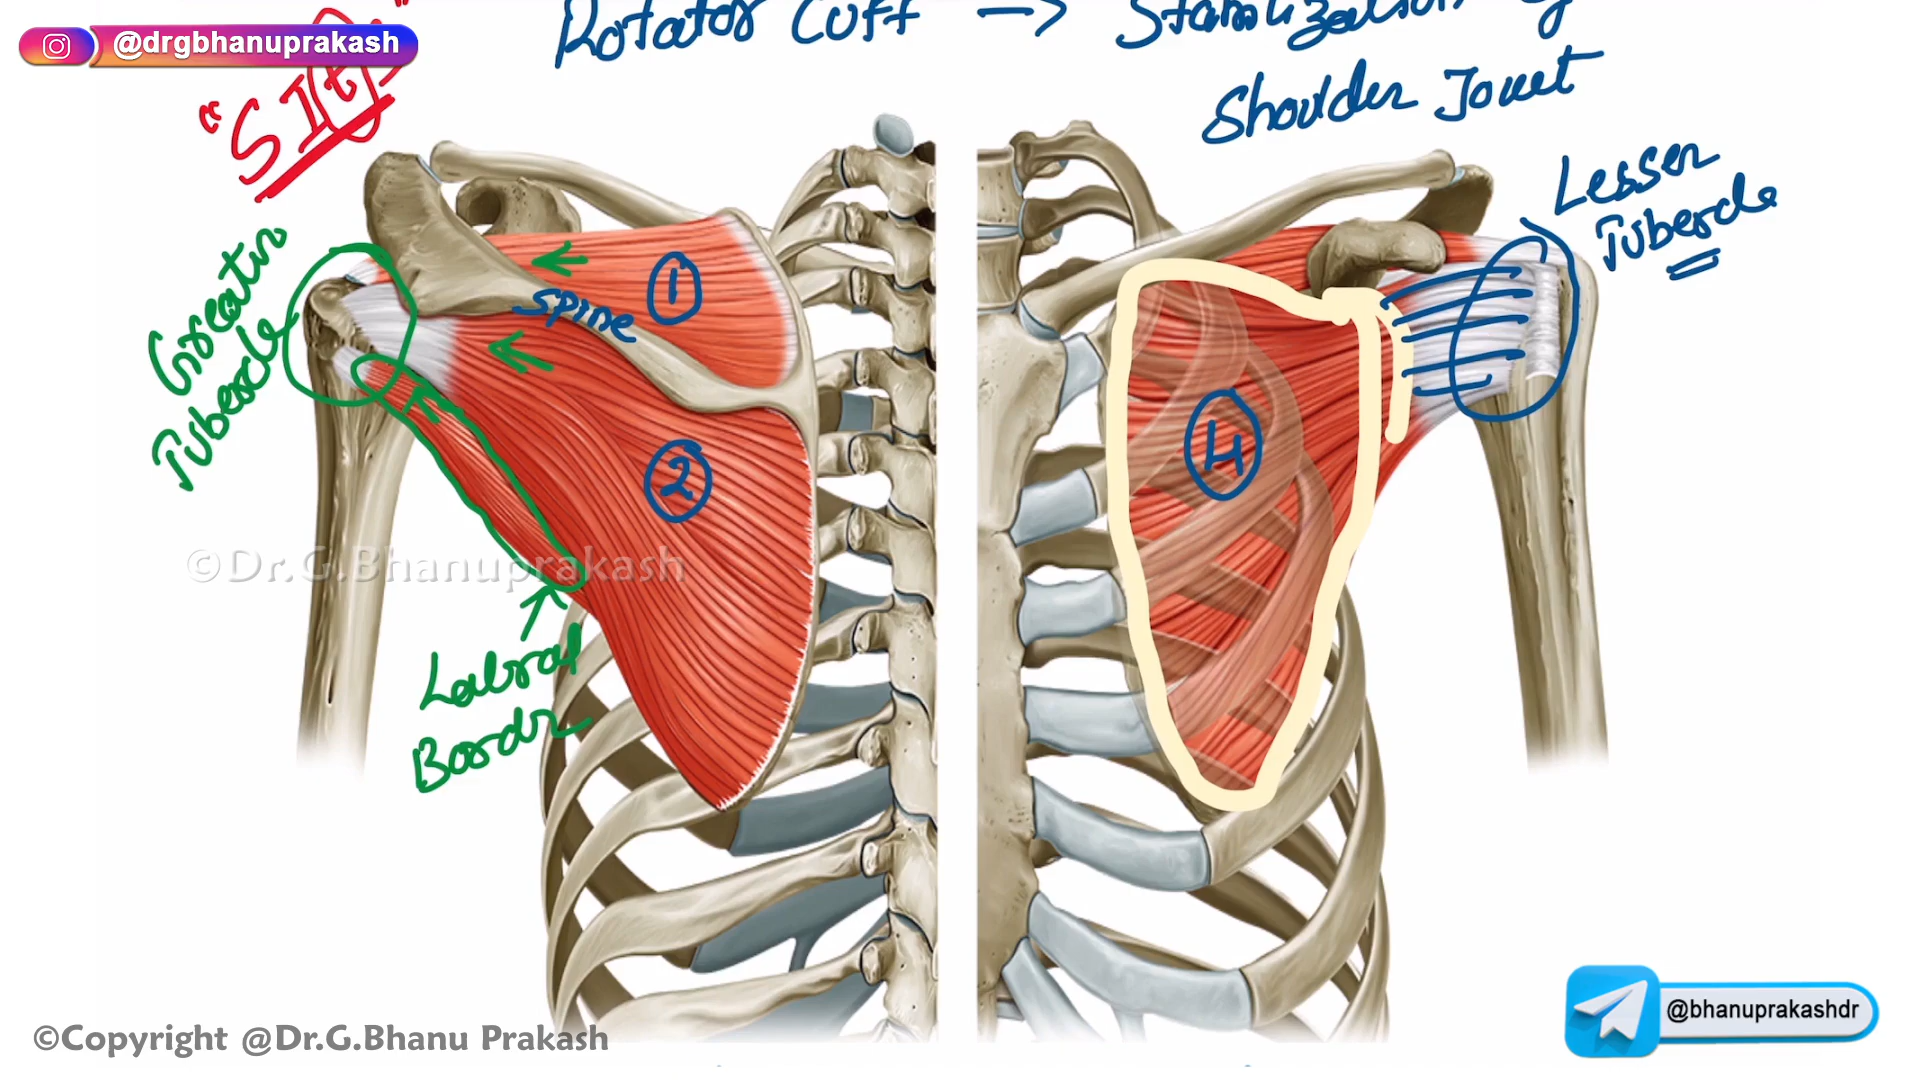 @drgbhanuprakash
Rotator Cuff → Stabilization of
Shoulder Joint
"SI(t)S"
Lesser
Tubercle
Greater
Tubercle
1
spine
2
4
©Dr.G.Bhanuprakash
Lateral
Border
@bhanuprakashdr
©Copyright @Dr.G.Bhanu Prakash